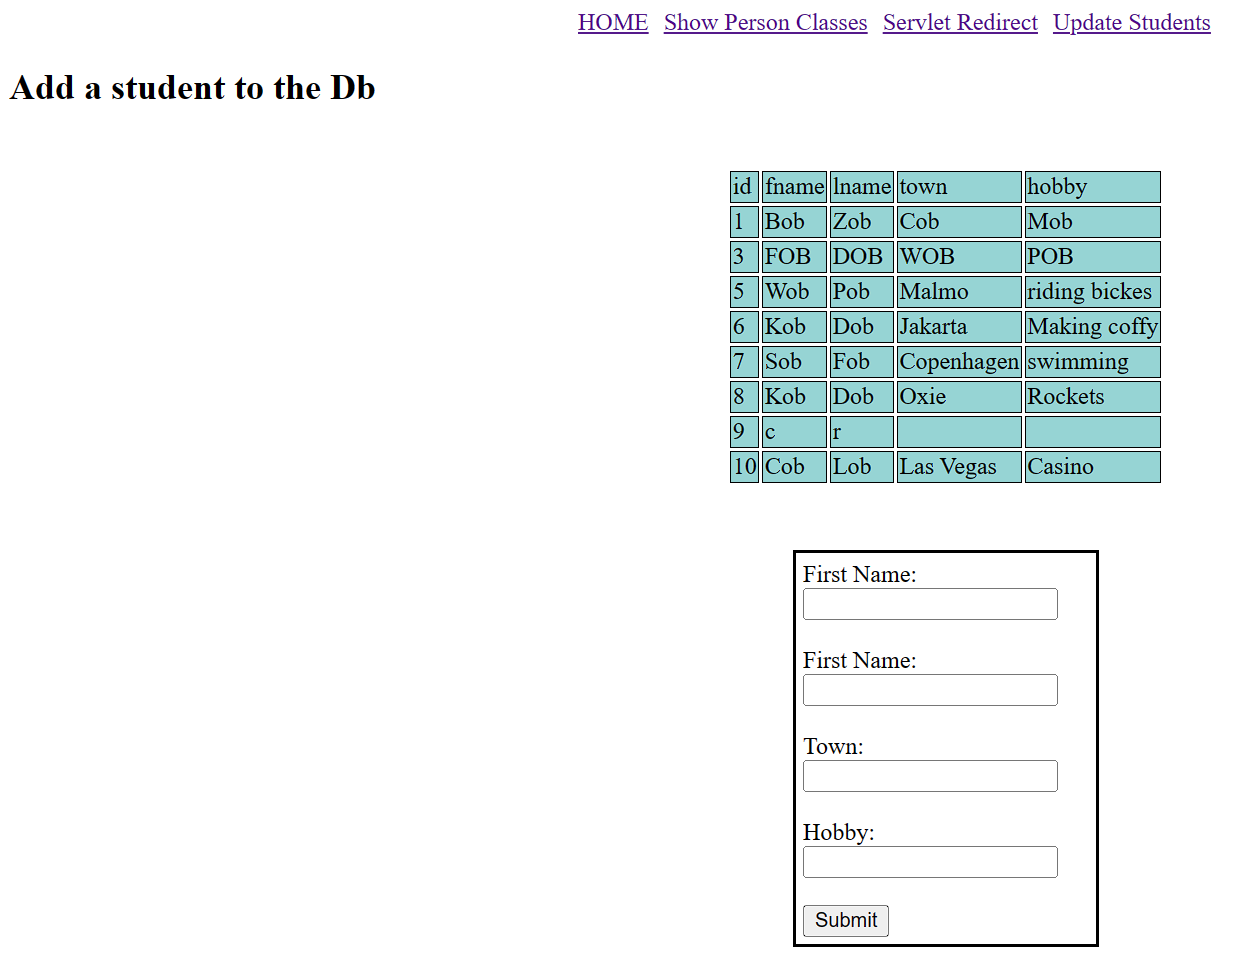 HOME Show Person Classes Servlet Redirect Update Students
Add a student to the Db
id fname lname town hobby
1 Bob Zob Cob Mob
3 FOB DOB WOB POB
5 Wob Pob Malmo riding bickes
6 Kob Dob Jakarta Making coffy
7 Sob Fob Copenhagen swimming
8 Kob Dob Oxie Rockets
9 c r
10 Cob Lob Las Vegas Casino
First Name:
First Name:
Town:
Hobby:
Submit